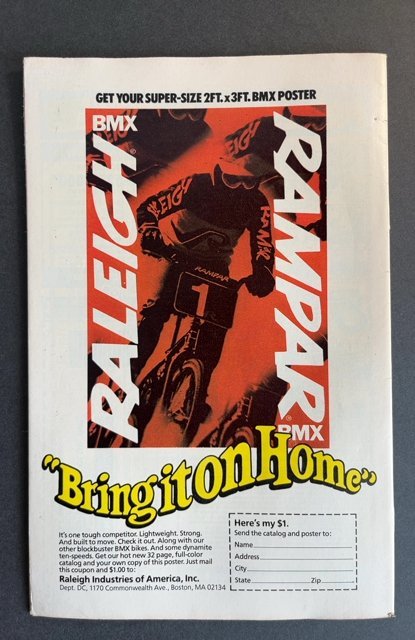 GET YOUR SUPER-SIZE 2FT. x 3FT. BMX POSTER
BMX
RALEIGH
RAMPAR
BMX
RALEIGH
RAMPAR
RAMPAR
1
"Bring it on Home"
It's one tough competitor. Lightweight. Strong.
And built to move. Check it out. Along with our
other blockbuster BMX bikes. And some dynamite
ten-speeds. Get our hot new 32 page, full-color
catalog and your own copy of this poster. Just mail
this coupon and $1.00 to:
Raleigh Industries of America, Inc.
Dept. DC, 1170 Commonwealth Ave., Boston, MA 02134
Here's my $1.
Send the catalog and poster to:
Name
Address
City
State Zip